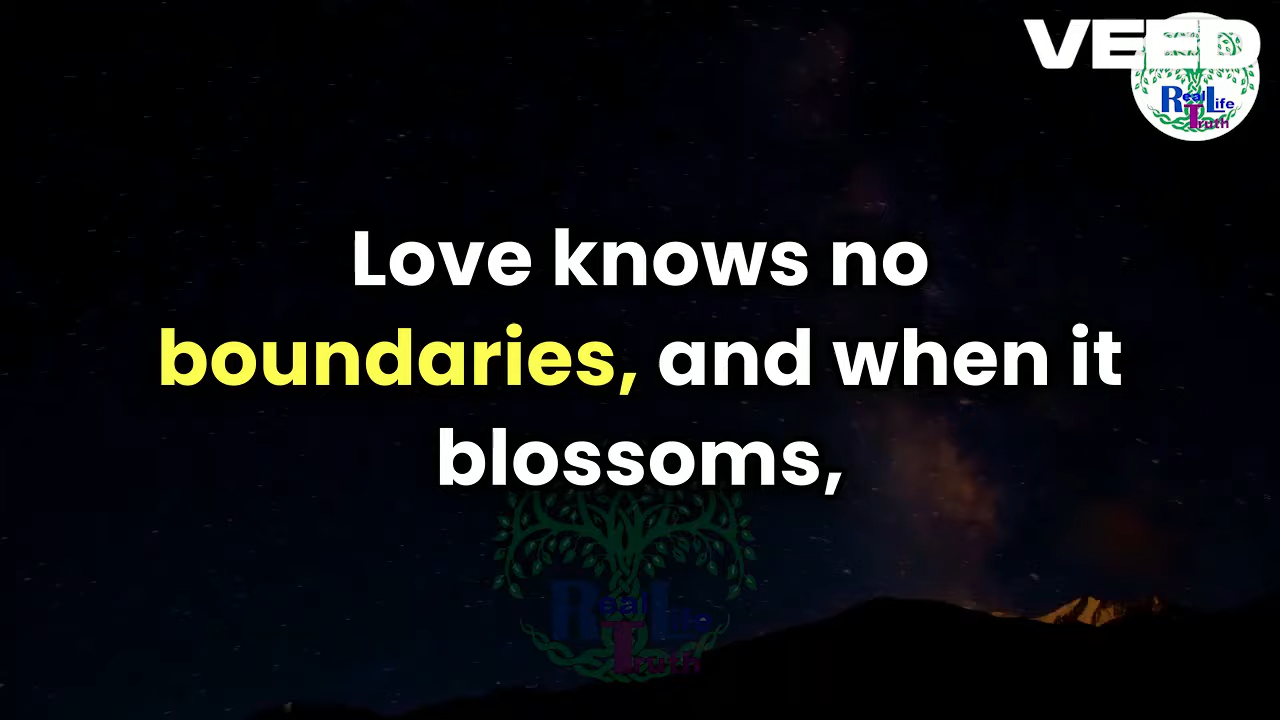 VEED
Real Life
Truth
Love knows no
boundaries, and when it
blossoms,
Real Life
Truth